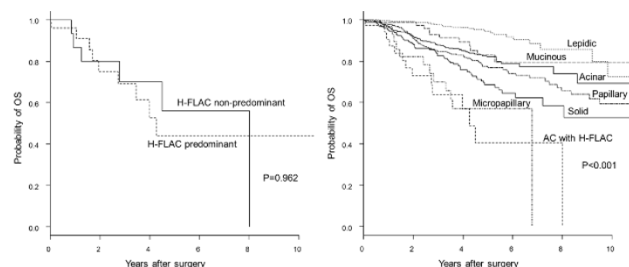 1.0
0.8
0.6
0.4
0.2
0.0
Probability of OS
H-FLAC non-predominant
H-FLAC predominant
P=0.962
0 2 4 6 8 10
Years after surgery
1.0
0.8
0.6
0.4
0.2
0.0
Probability of OS
Lepidic
Mucinous
Acinar
Papillary
Micropapillary
Solid
AC with H-FLAC
P<0.001
0 2 4 6 8 10
Years after surgery